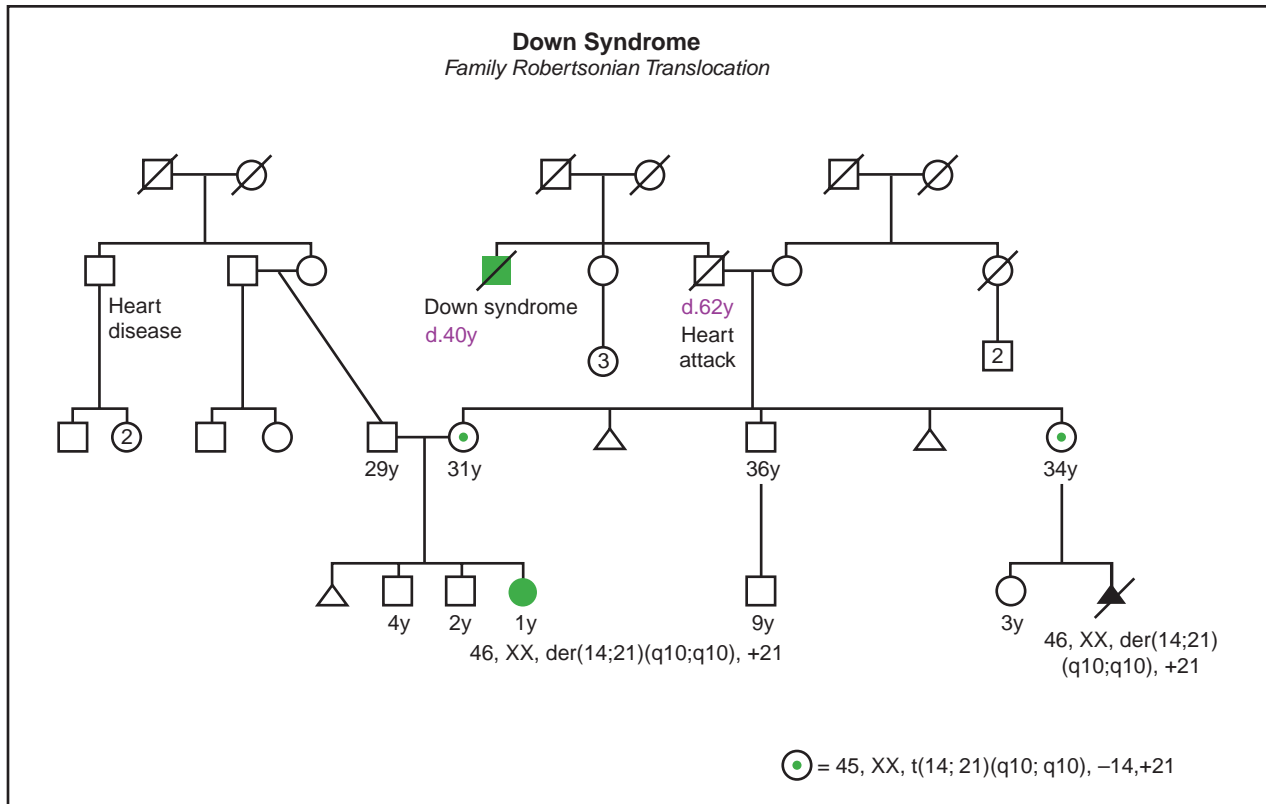 Down Syndrome
Family Robertsonian Translocation
Heart
disease
Down syndrome
d.40y
3
d.62y
Heart
attack
2
2
29y
31y
36y
34y
4y
2y
1y
46, XX, der(14;21)(q10;q10), +21
9y
3y
46, XX, der(14;21)
(q10;q10), +21
= 45, XX, t(14; 21)(q10; q10), –14,+21